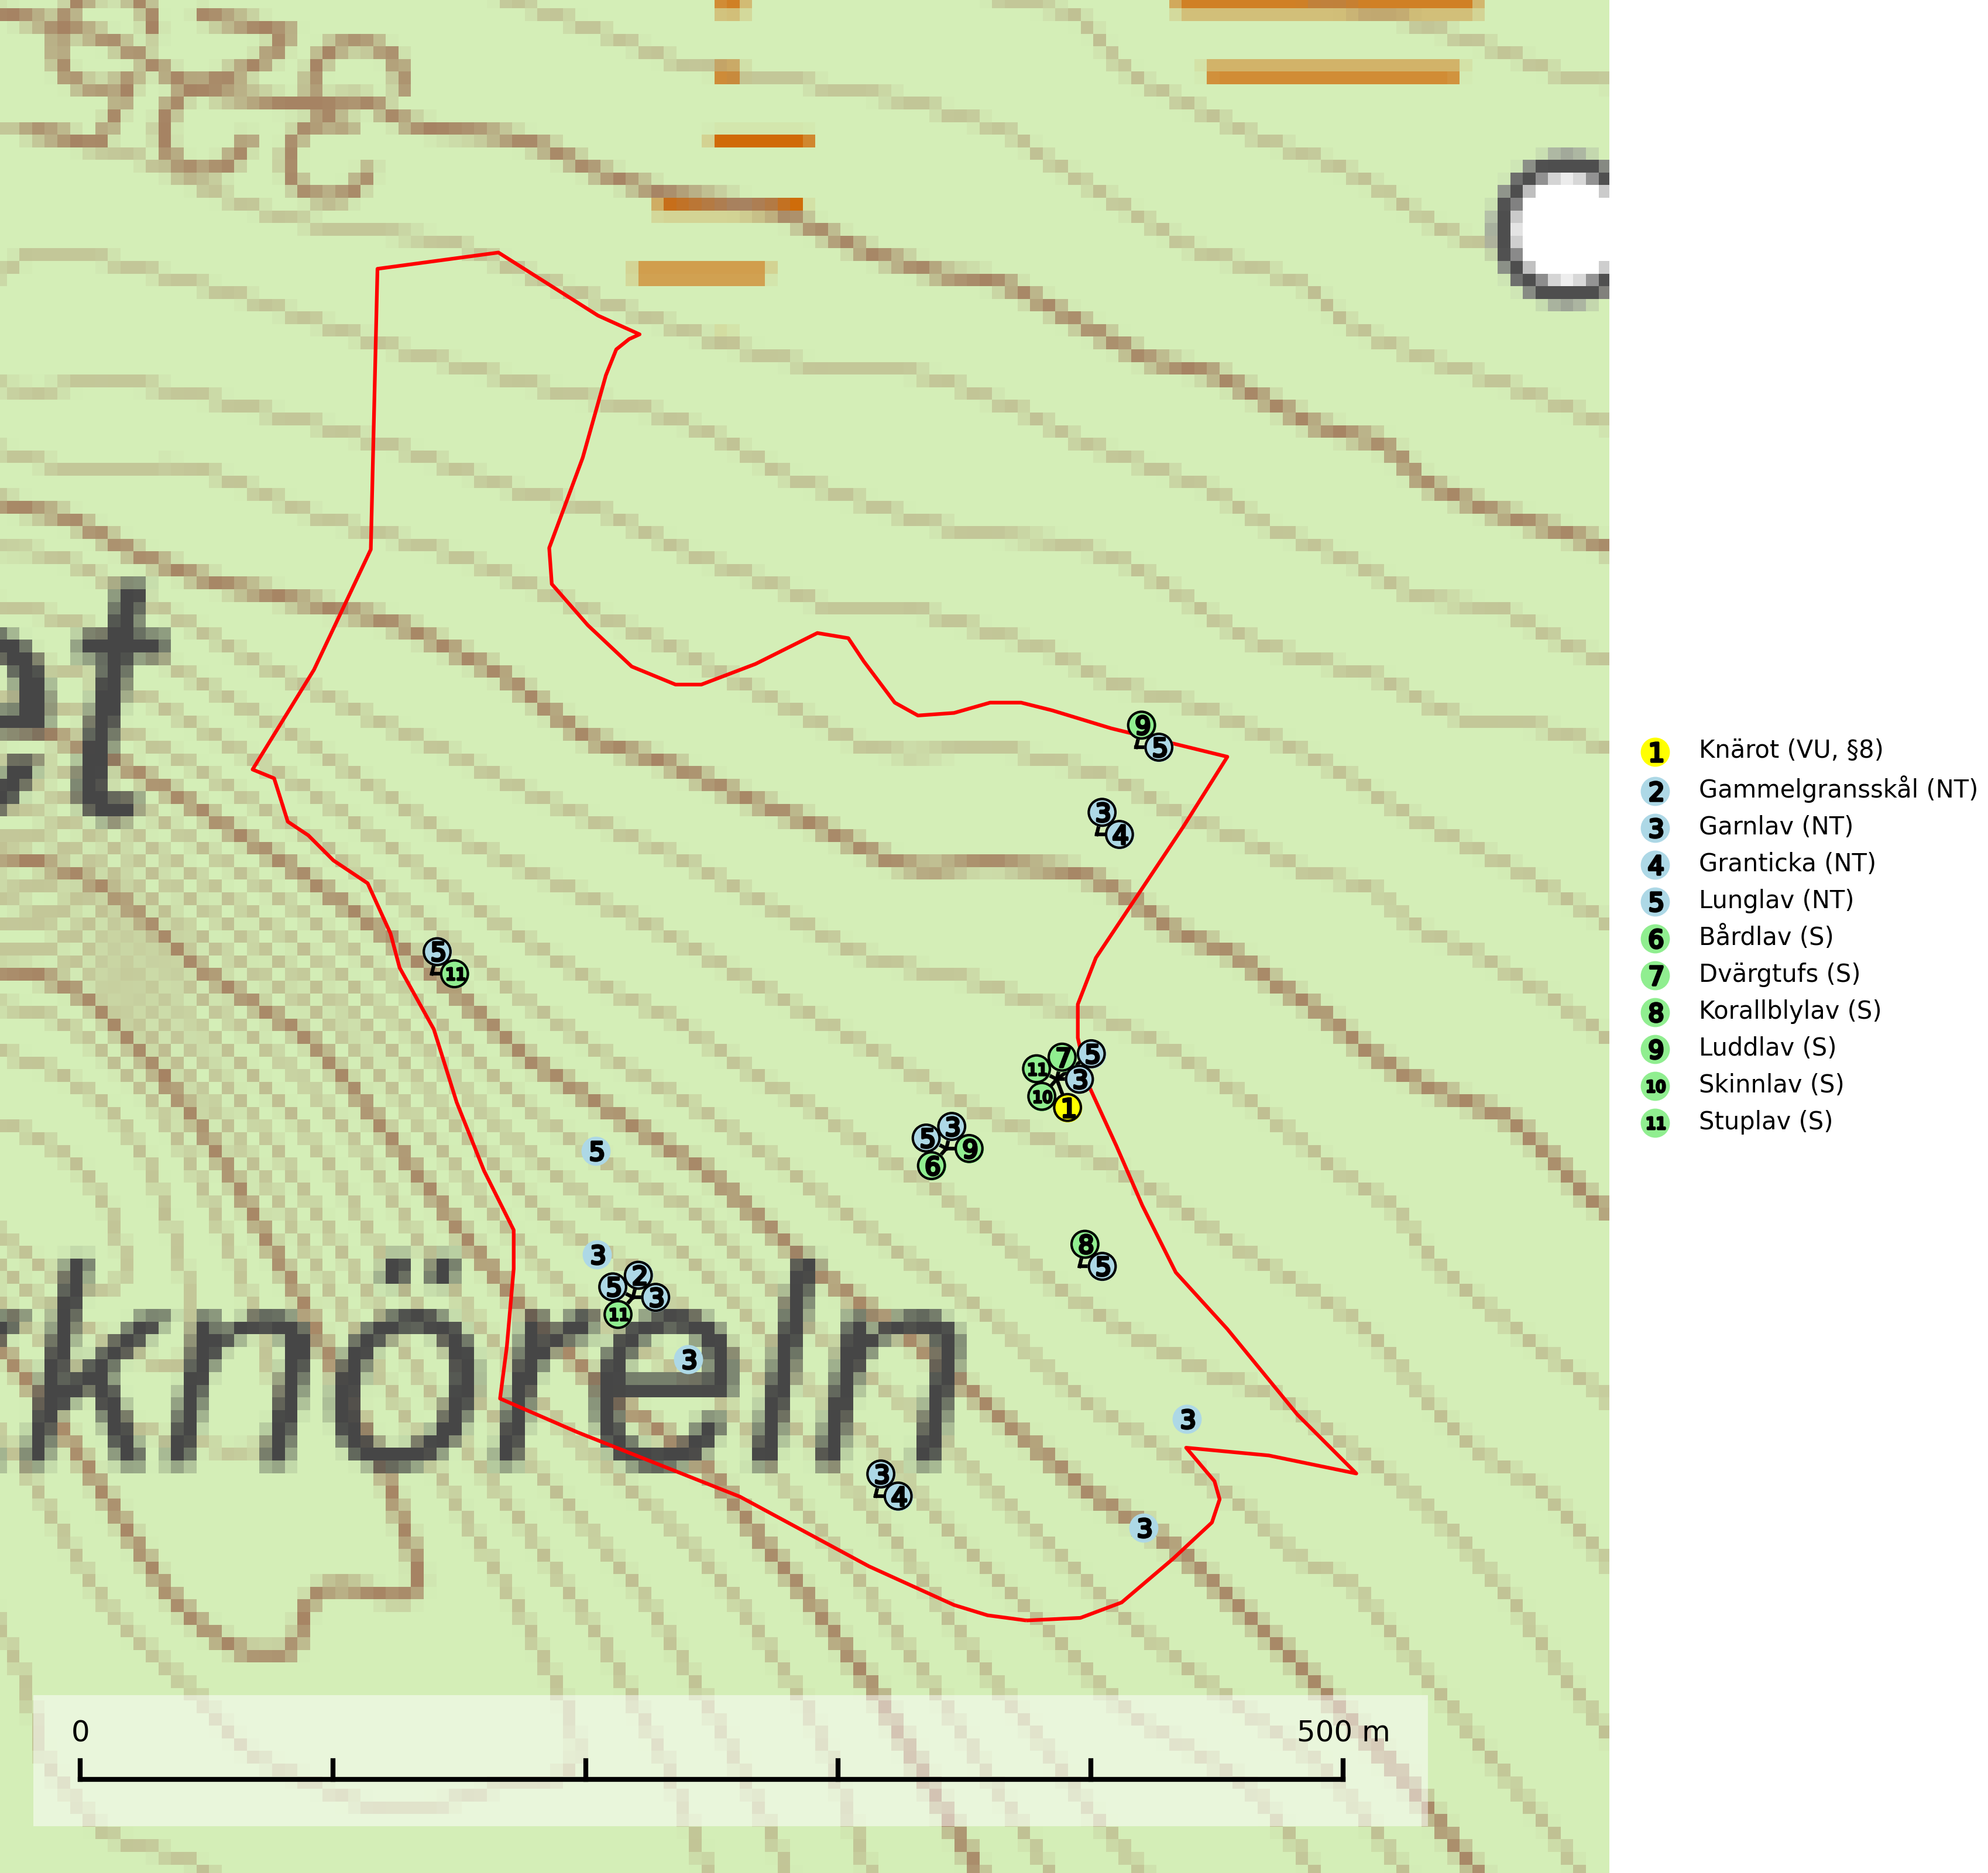 et
knöreln
9
5
3
4
5
11
7
5
11
3
10
1
3
5
9
6
5
8
5
3
2
5
3
11
3
3
3
4
3
0
500 m
1 Knärot (VU, §8)
2 Gammelgransskål (NT)
3 Garnlav (NT)
4 Granticka (NT)
5 Lunglav (NT)
6 Bårdlav (S)
7 Dvärgtufs (S)
8 Korallblylav (S)
9 Luddlav (S)
10 Skinnlav (S)
11 Stuplav (S)